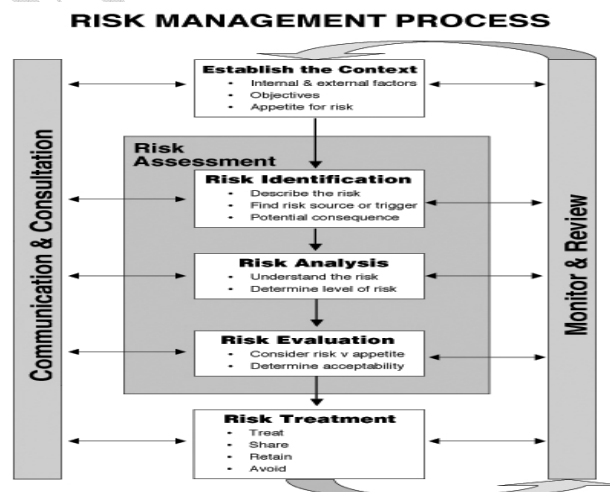 RISK MANAGEMENT PROCESS
Establish the Context
• Internal & external factors
• Objectives
• Appetite for risk
Risk
Assessment
Risk Identification
• Describe the risk
• Find risk source or trigger
• Potential consequence
Risk Analysis
• Understand the risk
• Determine level of risk
Risk Evaluation
• Consider risk v appetite
• Determine acceptability
Risk Treatment
• Treat
• Share
• Retain
• Avoid
Communication & Consultation
Monitor & Review